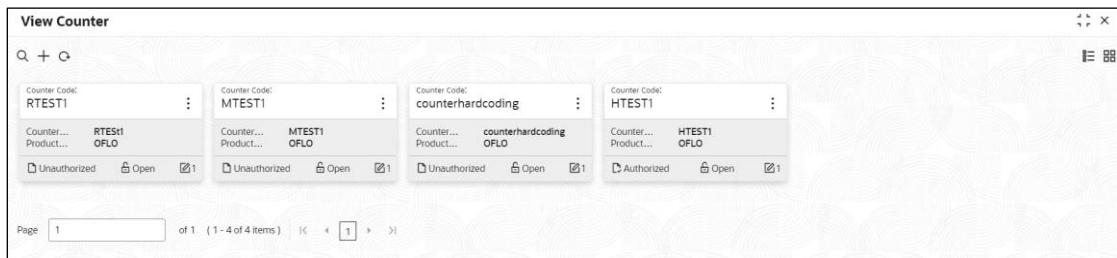 View Counter
Counter Code:
RTEST1
Counter... RTESt1
Product... OFLO
Unauthorized Open 1
Counter Code:
MTEST1
Counter... MTEST1
Product... OFLO
Unauthorized Open 1
Counter Code:
counterhardcoding
Counter... counterhardcoding
Product... OFLO
Unauthorized Open 1
Counter Code:
HTEST1
Counter... HTEST1
Product... OFLO
Authorized Open 1
Page 1 of 1 (1 - 4 of 4 items) 1